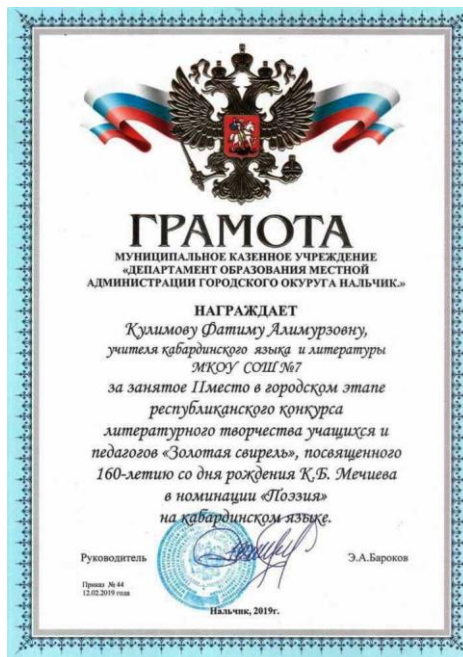 ГРАМОТА
МУНИЦИПАЛЬНОЕ КАЗЕННОЕ УЧРЕЖДЕНИЕ
«ДЕПАРТАМЕНТ ОБРАЗОВАНИЯ МЕСТНОЙ
АДМИНИСТРАЦИИ ГОРОДСКОГО ОКУРУГА НАЛЬЧИК.»
НАГРАЖДАЕТ
Кулимову Фатиму Алимурзовну,
учителя кабардинского языка и литературы
МКОУ СОШ №7
за занятое IIместо в городском этапе
республиканского конкурса
литературного творчества учащихся и
педагогов «Золотая свирель», посвященного
160-летию со дня рождения К.Б. Мечиева
в номинации «Поэзия»
на кабардинском языке.
Руководитель Э.А.Бароков
Приказ № 44
12.02.2019 года
Нальчик, 2019г.